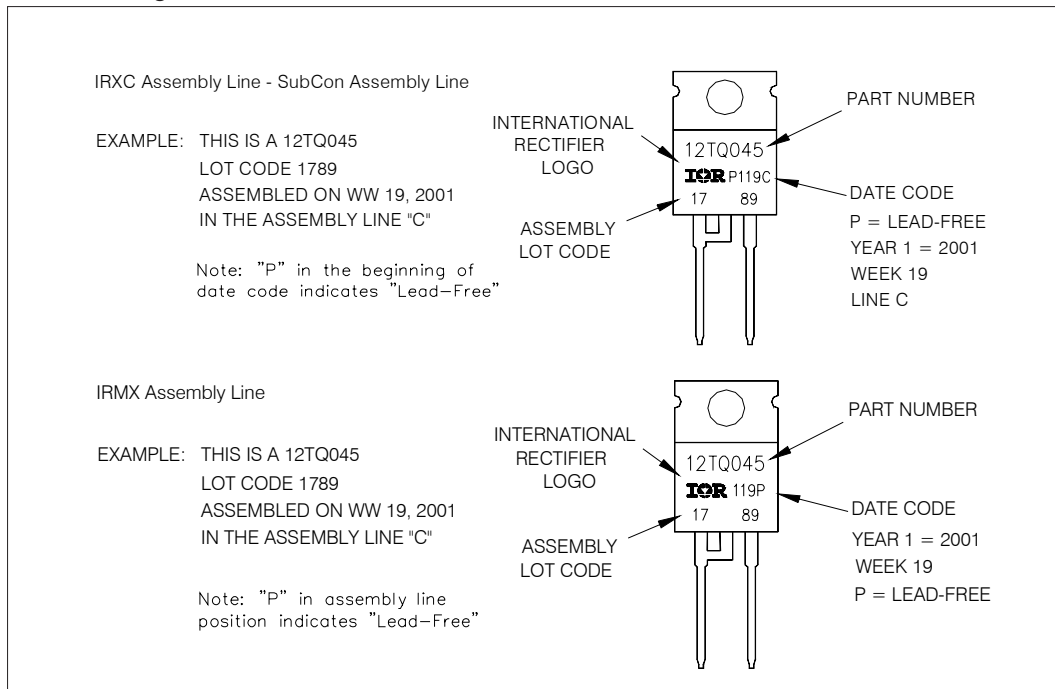 IRXC Assembly Line - SubCon Assembly Line
EXAMPLE: THIS IS A 12TQ045
LOT CODE 1789
ASSEMBLED ON WW 19, 2001
IN THE ASSEMBLY LINE "C"
Note: "P" in the beginning of
date code indicates "Lead-Free"
INTERNATIONAL
RECTIFIER
LOGO
ASSEMBLY
LOT CODE
12TQ045
IOR P119C
17 89
PART NUMBER
DATE CODE
P = LEAD-FREE
YEAR 1 = 2001
WEEK 19
LINE C
IRMX Assembly Line
EXAMPLE: THIS IS A 12TQ045
LOT CODE 1789
ASSEMBLED ON WW 19, 2001
IN THE ASSEMBLY LINE "C"
Note: "P" in assembly line
position indicates "Lead-Free"
INTERNATIONAL
RECTIFIER
LOGO
ASSEMBLY
LOT CODE
12TQ045
IOR 119P
17 89
PART NUMBER
DATE CODE
YEAR 1 = 2001
WEEK 19
P = LEAD-FREE